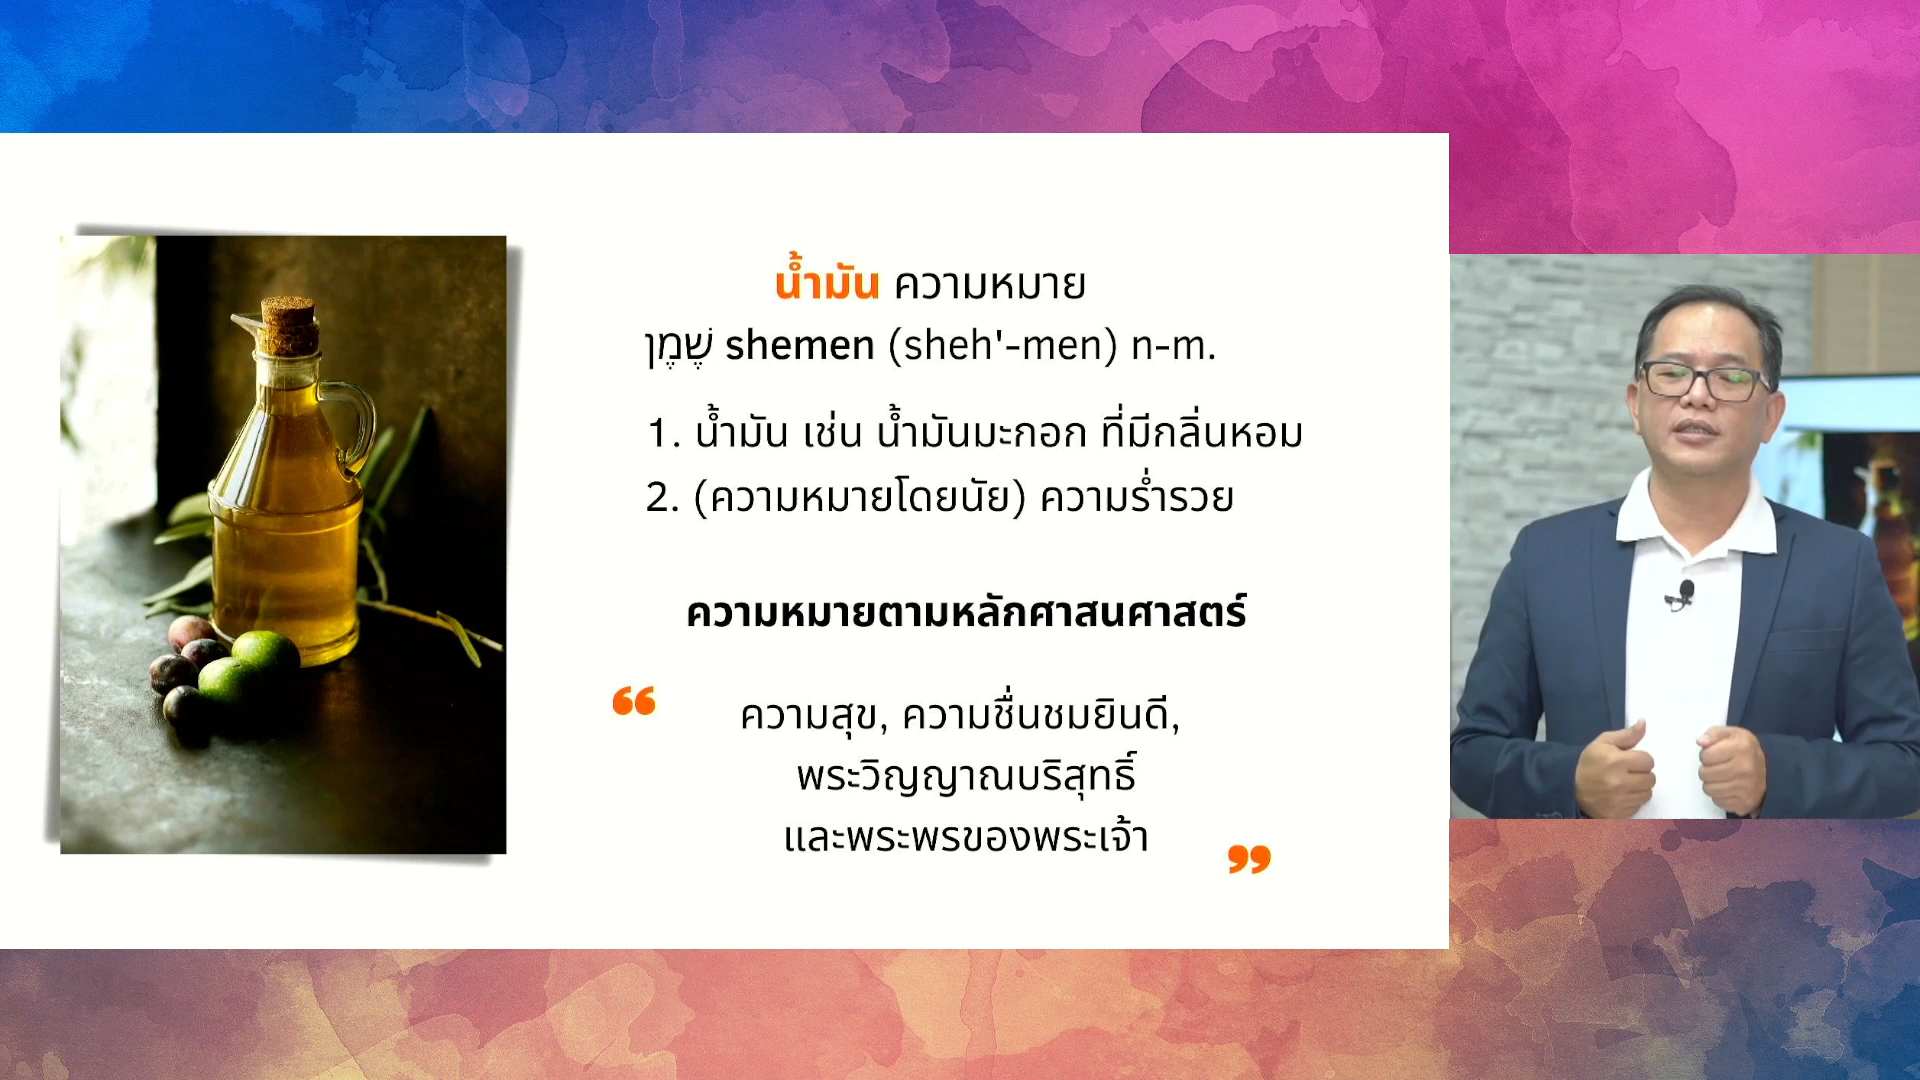 น้ำมัน ความหมาย
שֶׁמֶן shemen (sheh'-men) n-m.
1. น้ำมัน เช่น น้ำมันมะกอก ที่มีกลิ่นหอม
2. (ความหมายโดยนัย) ความร่ำรวย
ความหมายตามหลักศาสนศาสตร์
“ ความสุข, ความชื่นชมยินดี,
พระวิญญาณบริสุทธิ์
และพระพรของพระเจ้า ”